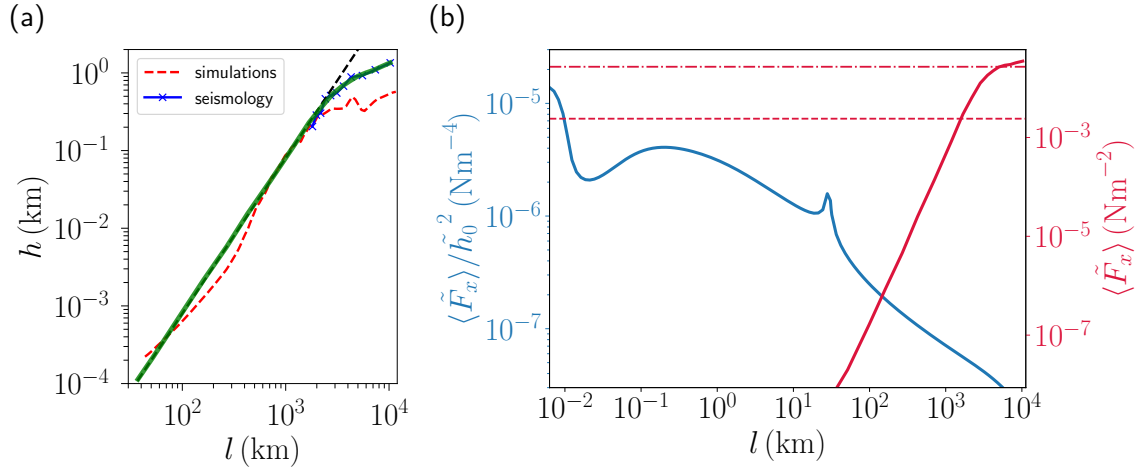 (a)
(b)
10^0
10^{-1}
10^{-2}
10^{-3}
10^{-4}
h (km)
simulations
seismology
10^2
10^3
10^4
l (km)
10^{-5}
10^{-6}
10^{-7}
⟨F̃_x⟩/h̃_0^2 (Nm^{-4})
10^{-2}
10^{-1}
10^0
10^1
10^2
10^3
10^4
l (km)
10^{-3}
10^{-5}
10^{-7}
⟨F̃_x⟩ (Nm^{-2})